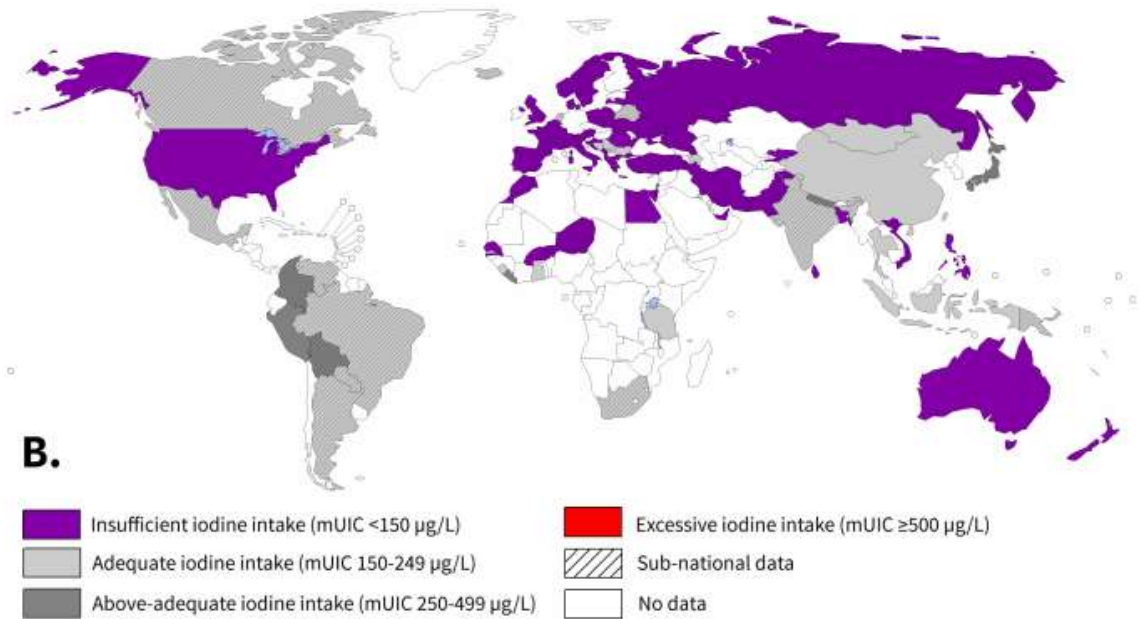 B.
Insufficient iodine intake (mUIC <150 µg/L)
Adequate iodine intake (mUIC 150-249 µg/L)
Above-adequate iodine intake (mUIC 250-499 µg/L)
Excessive iodine intake (mUIC ≥500 µg/L)
Sub-national data
No data